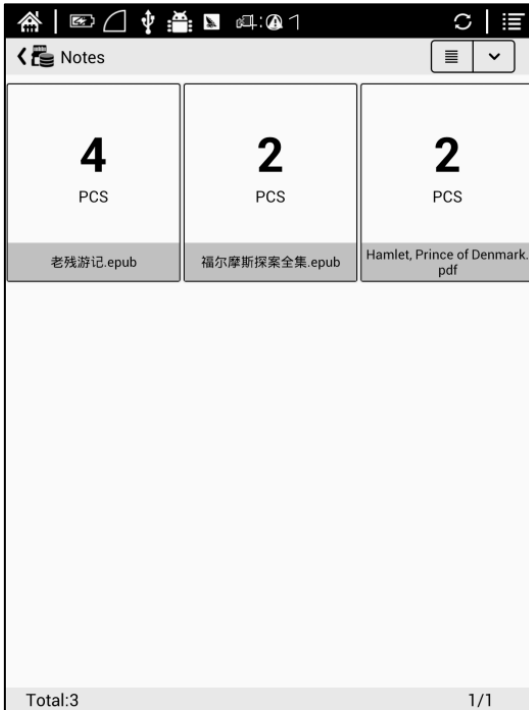 Notes
4
PCS
老残游记.epub
2
PCS
福尔摩斯探案全集.epub
2
PCS
Hamlet, Prince of Denmark.
pdf
Total:3
1/1